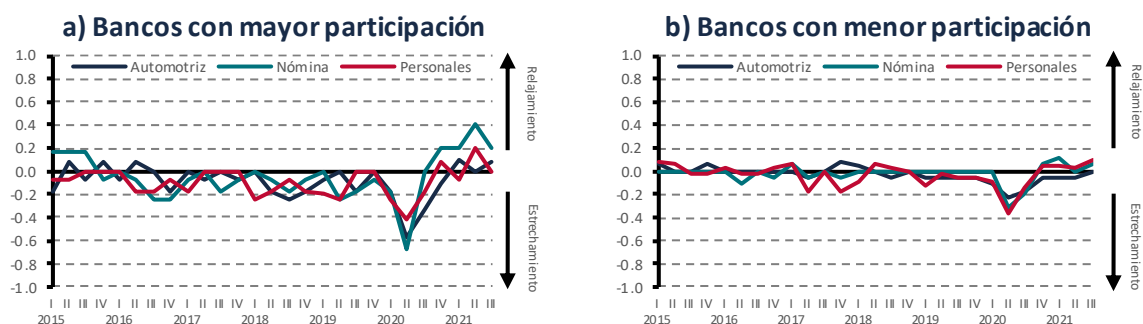 a) Bancos con mayor participación
1.0
0.8
0.6
0.4
0.2
0.0
-0.2
-0.4
-0.6
-0.8
-1.0
Automotriz Nómina Personales
Relajamiento
Estrechamiento
I II III IV I II III IV I II III IV I II III IV I II III IV I II III IV I II III
2015 2016 2017 2018 2019 2020 2021
b) Bancos con menor participación
1.0
0.8
0.6
0.4
0.2
0.0
-0.2
-0.4
-0.6
-0.8
-1.0
Automotriz Nómina Personales
Relajamiento
Estrechamiento
I II III IV I II III IV I II III IV I II III IV I II III IV I II III IV I II III
2015 2016 2017 2018 2019 2020 2021